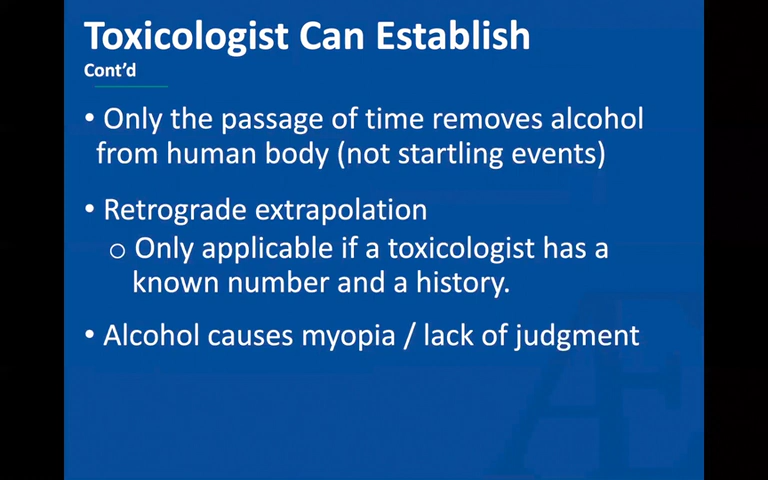 Toxicologist Can Establish
Cont'd
• Only the passage of time removes alcohol
from human body (not startling events)
• Retrograde extrapolation
o Only applicable if a toxicologist has a
known number and a history.
• Alcohol causes myopia / lack of judgment